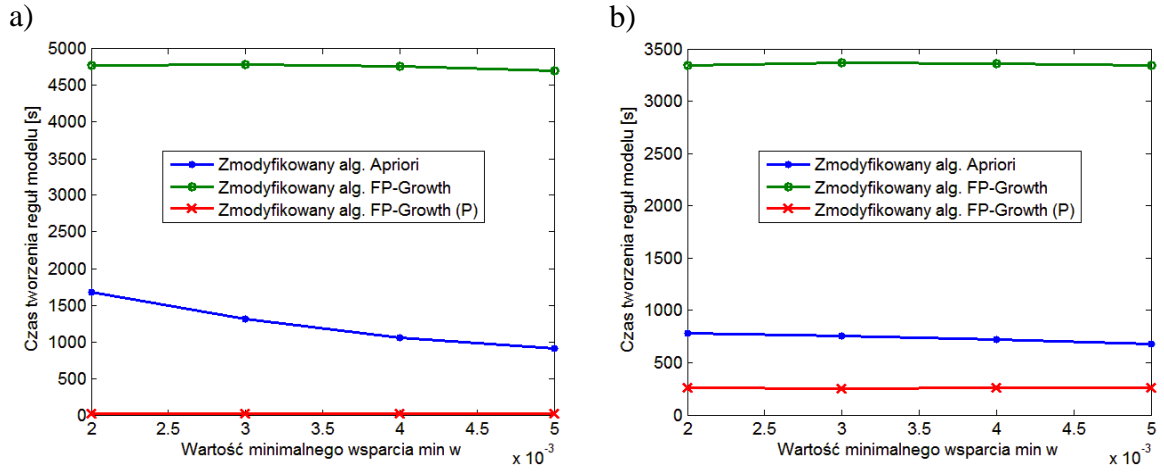 a)
5000
4500
4000
3500
3000
2500
2000
1500
1000
500
0
Czas tworzenia reguł modelu [s]
Zmodyfikowany alg. Apriori
Zmodyfikowany alg. FP-Growth
Zmodyfikowany alg. FP-Growth (P)
2 2.5 3 3.5 4 4.5 5
Wartość minimalnego wsparcia min w
x 10⁻³
b)
3500
3000
2500
2000
1500
1000
500
0
Czas tworzenia reguł modelu [s]
Zmodyfikowany alg. Apriori
Zmodyfikowany alg. FP-Growth
Zmodyfikowany alg. FP-Growth (P)
2 2.5 3 3.5 4 4.5 5
Wartość minimalnego wsparcia min w
x 10⁻³